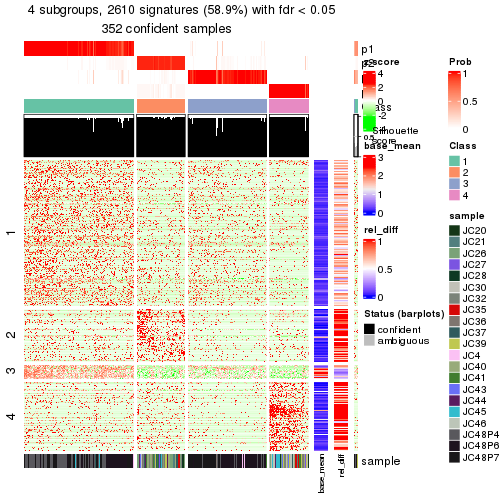 4 subgroups, 2610 signatures (58.9%) with fdr < 0.05
352 confident samples
p1
z-score
4
2
-2
-4
Silhouette
score
base_mean
3
2
1
0
rel_diff
1
0.5
0
Status (barplots)
confident
ambiguous
Prob
1
0.5
0
Class
1
2
3
4
sample
JC20
JC21
JC26
JC27
JC28
JC30
JC32
JC35
JC36
JC37
JC39
JC4
JC40
JC41
JC43
JC44
JC45
JC46
JC48P4
JC48P6
JC48P7
1
2
3
4
base_mean
rel_diff
sample